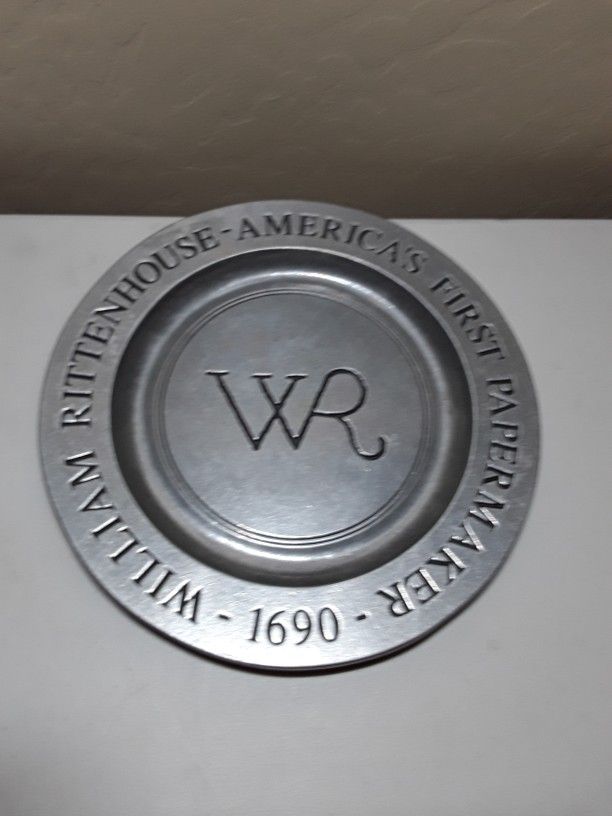 WILLIAM RITTENHOUSE-AMERICA'S FIRST PAPERMAKER
- 1690 -
WR